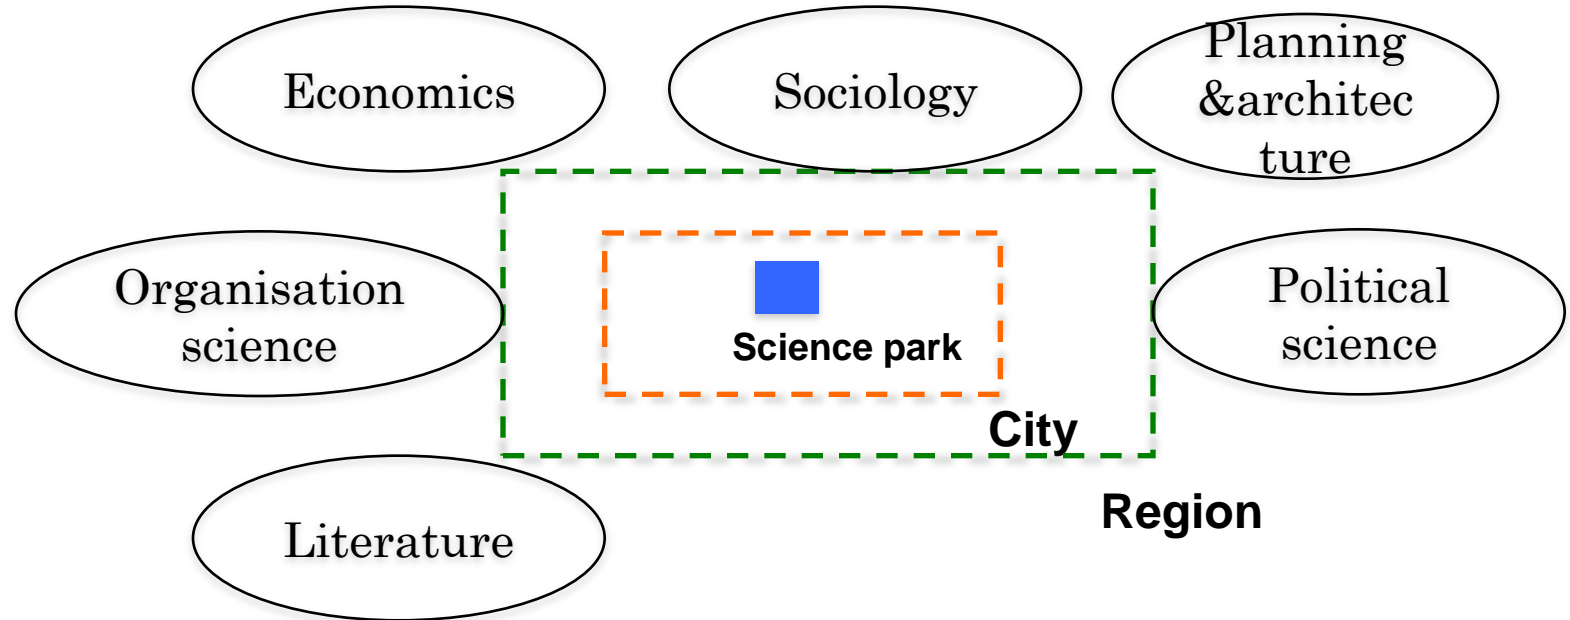 Economics
Sociology
Planning
&architec
ture
Organisation
science
Science park
Political
science
City
Region
Literature